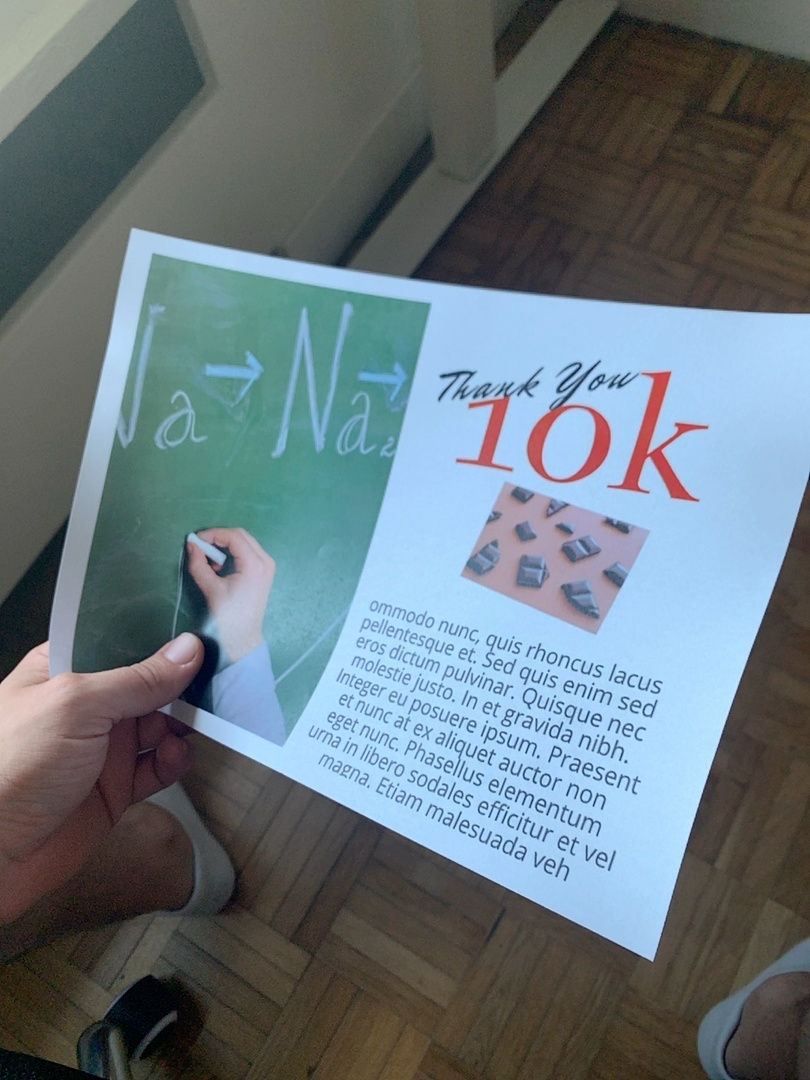 Na → Na₂
Thank You
10k
ommodo nunc, quis rhoncus lacus
pellentesque et. Sed quis enim sed
eros dictum pulvinar. Quisque nec
molestie justo. In et gravida nibh.
Integer eu posuere ipsum. Praesent
et nunc at ex aliquet auctor non
eget nunc. Phasellus elementum
urna in libero sodales efficitur et vel
magna. Etiam malesuada veh